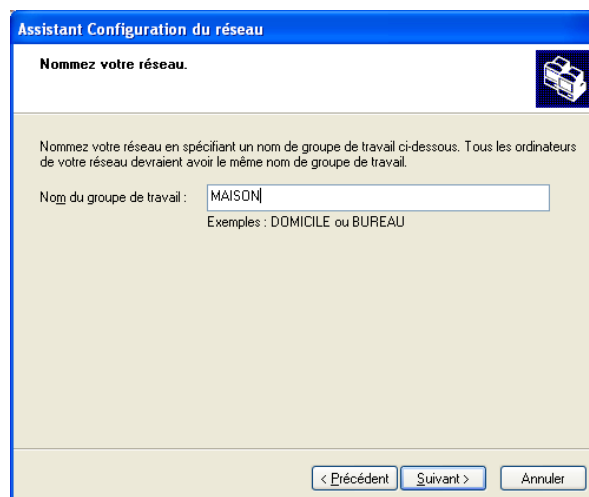 Assistant Configuration du réseau
Nommez votre réseau.
Nommez votre réseau en spécifiant un nom de groupe de travail ci-dessous. Tous les ordinateurs
de votre réseau devraient avoir le même nom de groupe de travail.
Nom du groupe de travail : MAISON
Exemples : DOMICILE ou BUREAU
< Précédent Suivant > Annuler